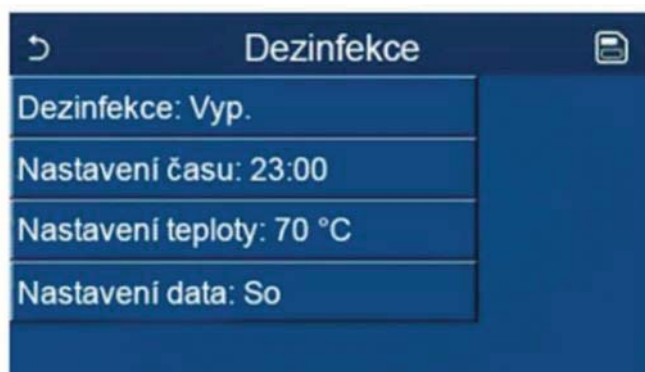 Dezinfekce
Dezinfekce: Vyp.
Nastavení času: 23:00
Nastavení teploty: 70 °C
Nastavení data: So